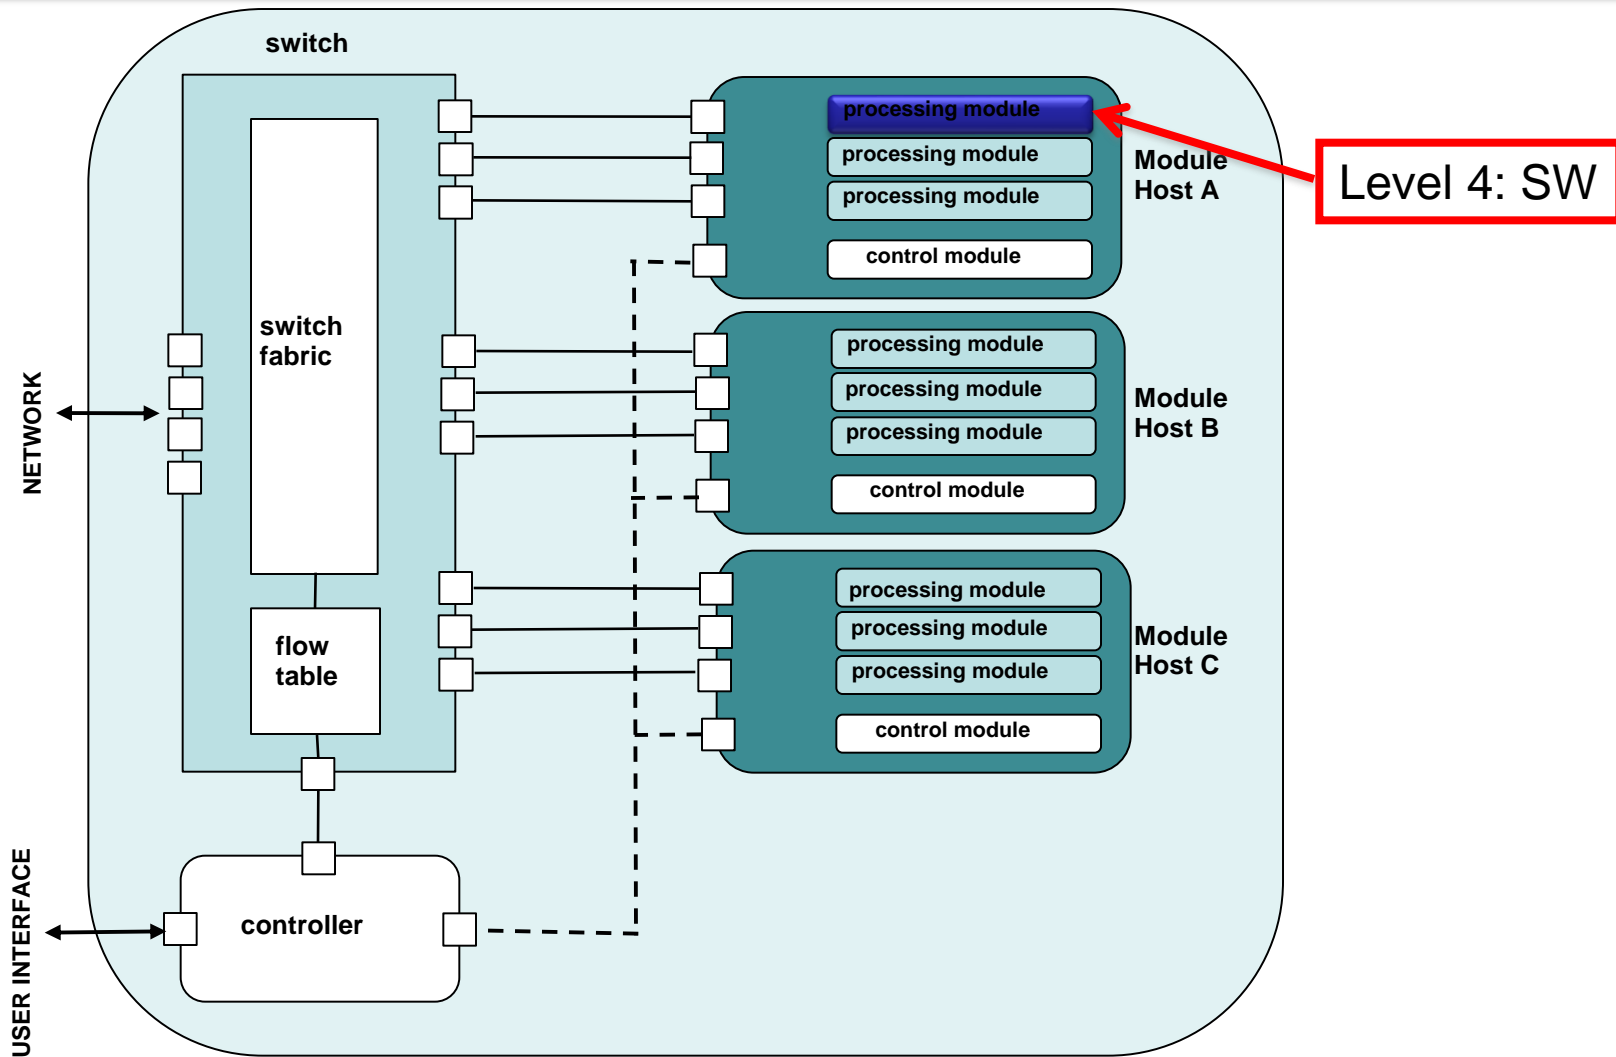 switch
processing module
processing module
processing module
control module
Module
Host A
Level 4: SW
switch
fabric
NETWORK
processing module
processing module
processing module
control module
Module
Host B
flow
table
processing module
processing module
processing module
control module
Module
Host C
controller
USER INTERFACE